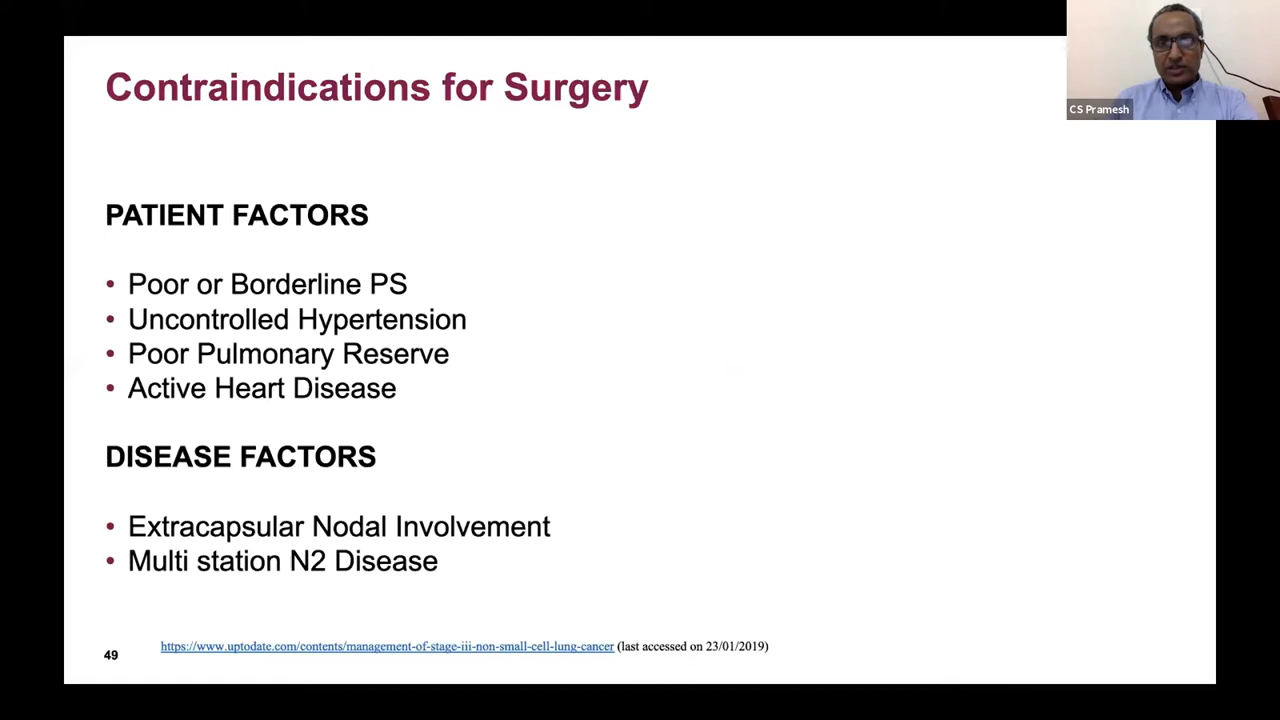 Contraindications for Surgery
CS Pramesh
PATIENT FACTORS
• Poor or Borderline PS
• Uncontrolled Hypertension
• Poor Pulmonary Reserve
• Active Heart Disease
DISEASE FACTORS
• Extracapsular Nodal Involvement
• Multi station N2 Disease
https://www.uptodate.com/contents/management-of-stage-iii-non-small-cell-lung-cancer (last accessed on 23/01/2019)
49